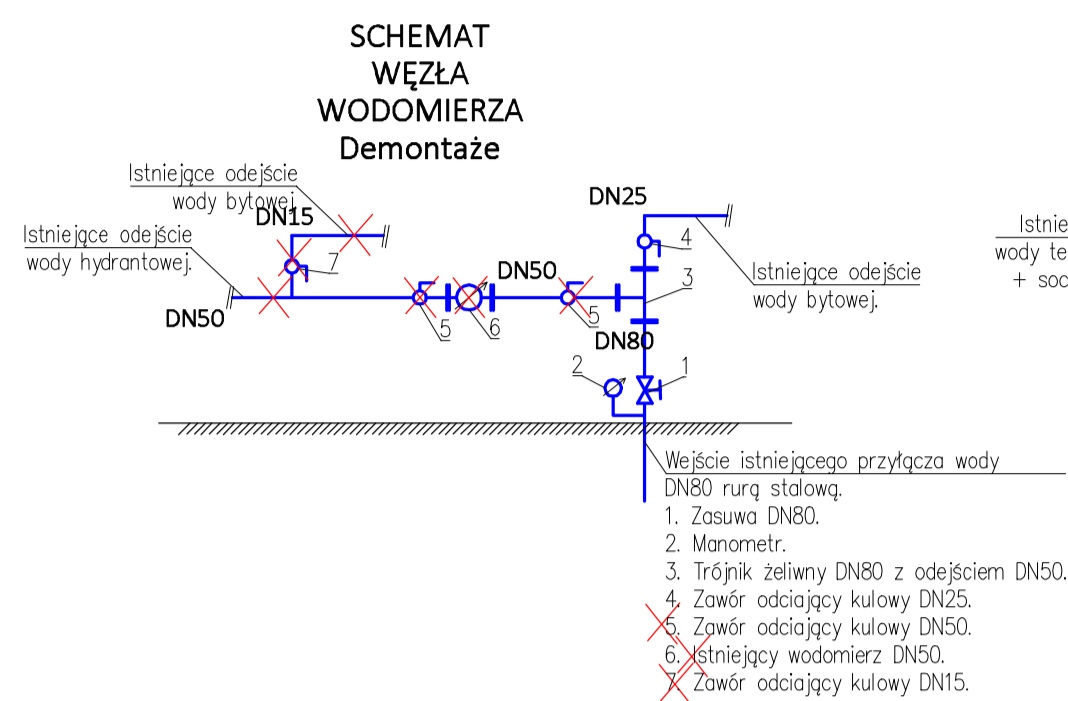 SCHEMAT
WĘZŁA
WODOMIERZA
Demontaże
Istniejące odejście
wody bytowej.
DN15
Istniejące odejście
wody hydrantowej.
DN50
7
5
6
DN50
5
DN80
DN25
4
3
Istniejące odejście
wody bytowej.
2
1
Istnie
wody te
+ soc
Wejście istniejącego przyłącza wody
DN80 rurą stalową.
1. Zasuwa DN80.
2. Manometr.
3. Trójnik żeliwny DN80 z odejściem DN50.
4. Zawór odciający kulowy DN25.
5. Zawór odciający kulowy DN50.
6. Istniejący wodomierz DN50.
7. Zawór odciający kulowy DN15.